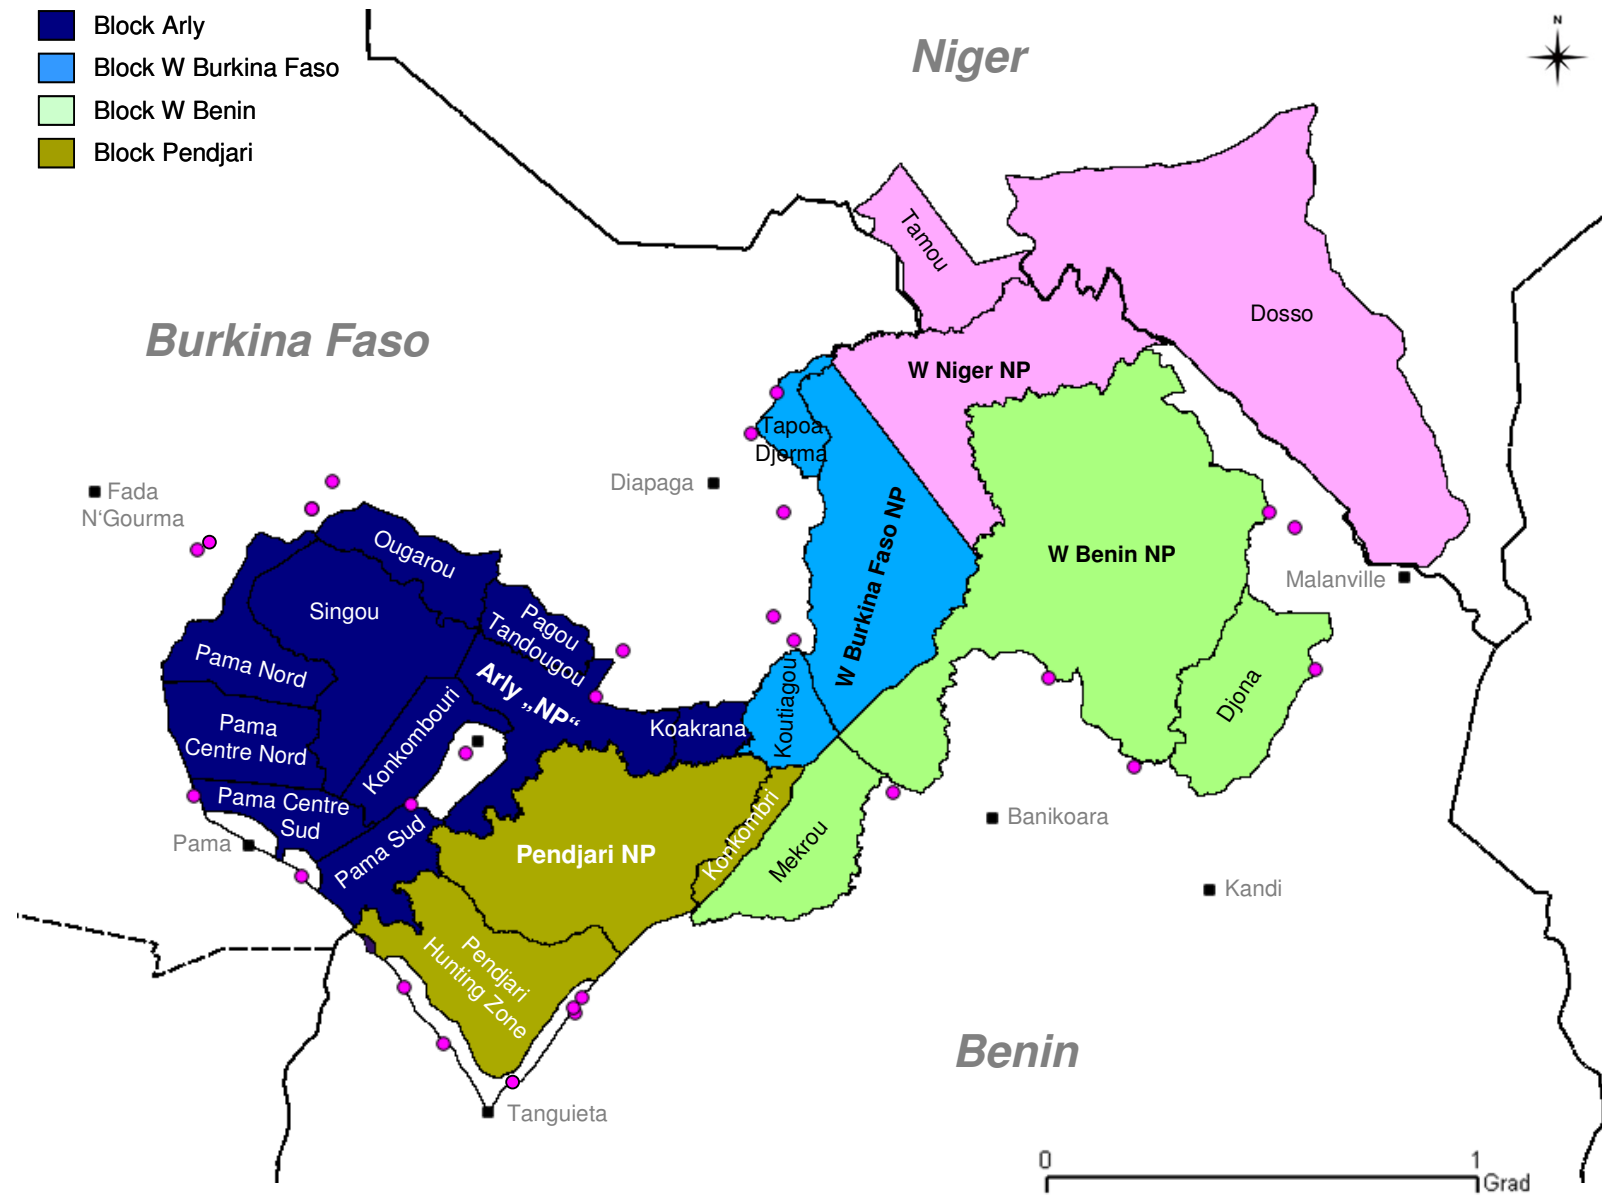 Block Arly
Block W Burkina Faso
Block W Benin
Block Pendjari
N
Niger
Tamou
Dosso
Burkina Faso
W Niger NP
Tapoa
Djerma
Diapaga
Fada
N‘Gourma
Ougarou
W Burkina Faso NP
W Benin NP
Malanville
Singou
Pagou
Tandougou
Pama Nord
Arly „NP“
Djona
Pama
Centre Nord
Konkombouri
Koakrana
Koutiagou
Pama Centre
Sud
Banikoara
Pama
Pama Sud
Pendjari NP
Konkombri
Mekrou
Kandi
Pendjari
Hunting Zone
Benin
Tanguieta
0 1
Grad